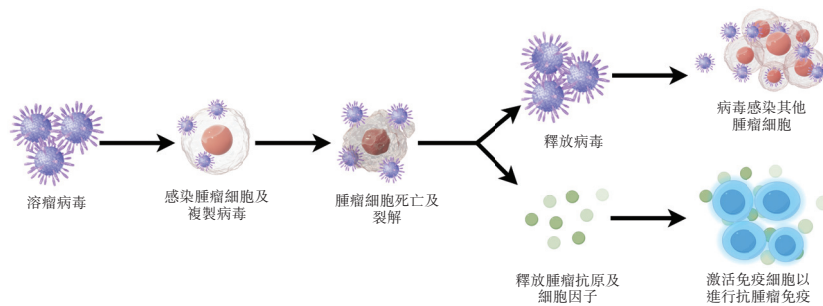 溶瘤病毒
感染腫瘤細胞及
複製病毒
腫瘤細胞死亡及
裂解
釋放病毒
病毒感染其他
腫瘤細胞
釋放腫瘤抗原及
細胞因子
激活免疫細胞以
進行抗腫瘤免疫